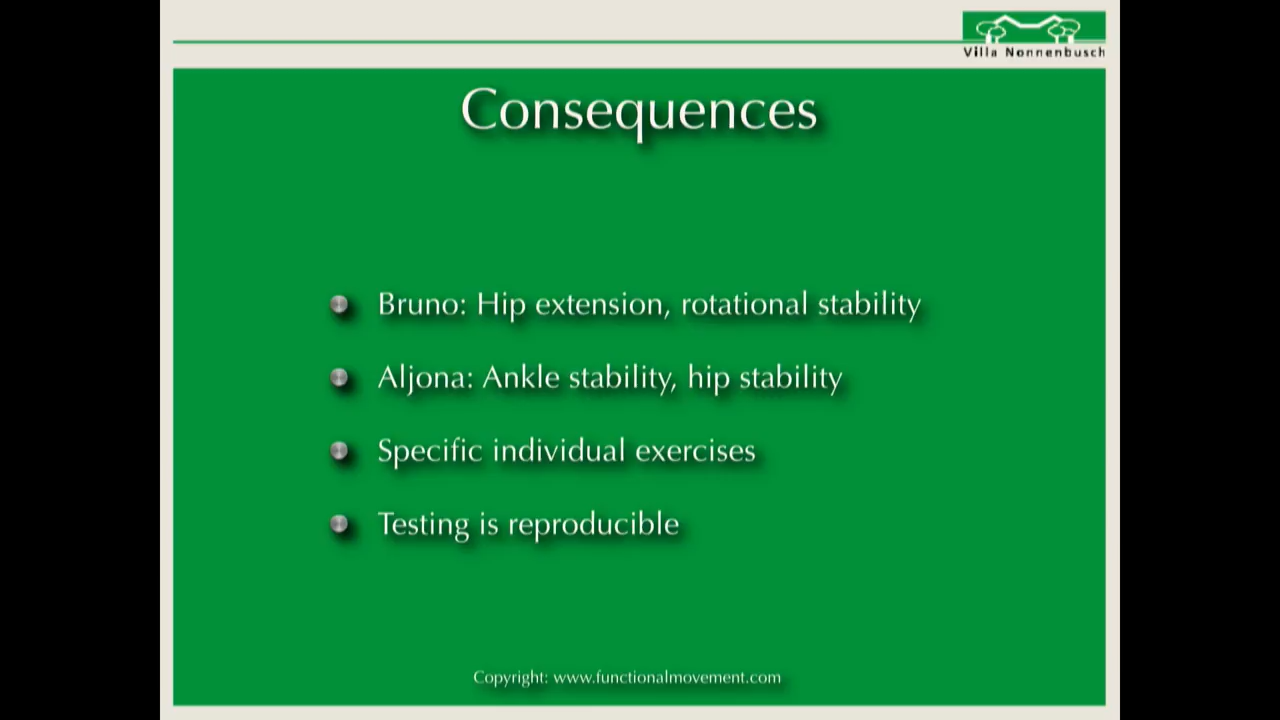 Villa Nonnenbusch
Consequences
Bruno: Hip extension, rotational stability
Aljona: Ankle stability, hip stability
Specific individual exercises
Testing is reproducible
Copyright: www.functionalmovement.com